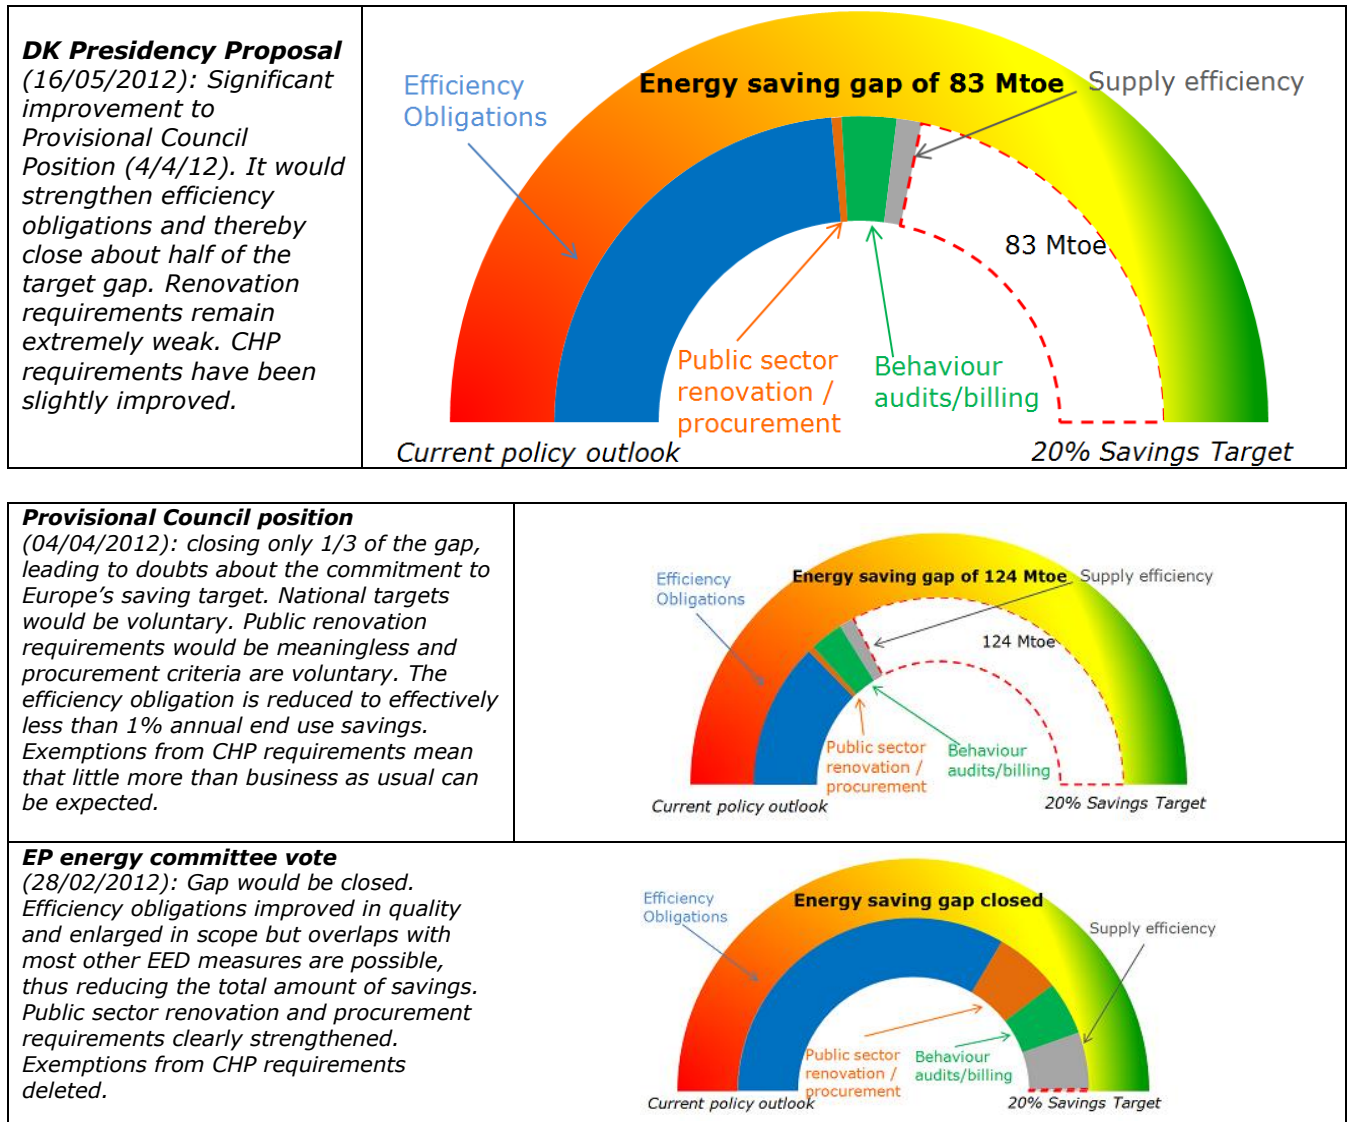 DK Presidency Proposal
(16/05/2012): Significant
improvement to
Provisional Council
Position (4/4/12). It would
strengthen efficiency
obligations and thereby
close about half of the
target gap. Renovation
requirements remain
extremely weak. CHP
requirements have been
slightly improved.
Efficiency
Obligations
Energy saving gap of 83 Mtoe
Supply efficiency
83 Mtoe
Public sector
renovation /
procurement
Behaviour
audits/billing
Current policy outlook
20% Savings Target
Provisional Council position
(04/04/2012): closing only 1/3 of the gap,
leading to doubts about the commitment to
Europe’s saving target. National targets
would be voluntary. Public renovation
requirements would be meaningless and
procurement criteria are voluntary. The
efficiency obligation is reduced to effectively
less than 1% annual end use savings.
Exemptions from CHP requirements mean
that little more than business as usual can
be expected.
Efficiency
Obligations
Energy saving gap of 124 Mtoe
Supply efficiency
124 Mtoe
Public sector
renovation /
procurement
Behaviour
audits/billing
Current policy outlook
20% Savings Target
EP energy committee vote
(28/02/2012): Gap would be closed.
Efficiency obligations improved in quality
and enlarged in scope but overlaps with
most other EED measures are possible,
thus reducing the total amount of savings.
Public sector renovation and procurement
requirements clearly strengthened.
Exemptions from CHP requirements
deleted.
Efficiency
Obligations
Energy saving gap closed
Supply efficiency
Public sector
renovation /
procurement
Behaviour
audits/billing
Current policy outlook
20% Savings Target